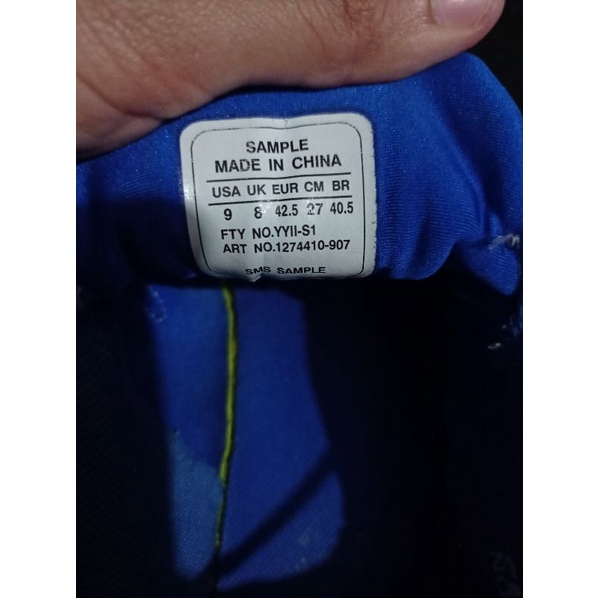 SAMPLE
MADE IN CHINA
USA UK EUR CM BR
9 8 42.5 27 40.5
FTY NO.YYII-S1
ART NO.1274410-907
SMS SAMPLE